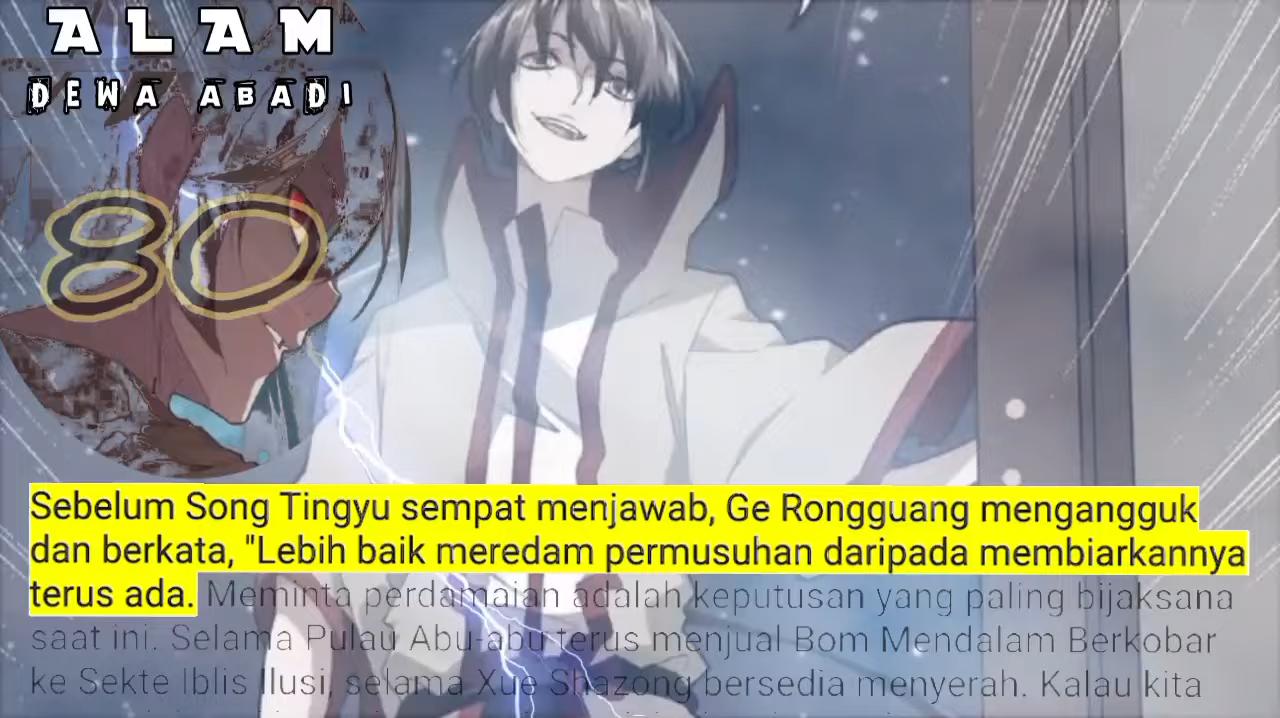 ALAM
DEWA ABADI
80
Sebelum Song Tingyu sempat menjawab, Ge Rongguang mengangguk
dan berkata, "Lebih baik meredam permusuhan daripada membiarkannya
terus ada. Meminta perdamaian adalah keputusan yang paling bijaksana
saat ini. Selama Pulau Abu-abu terus menjual Bom Mendalam Berkobar
ke Sekte Iblis Ilusi, selama Xue Shazong bersedia menyerah. Kalau kita